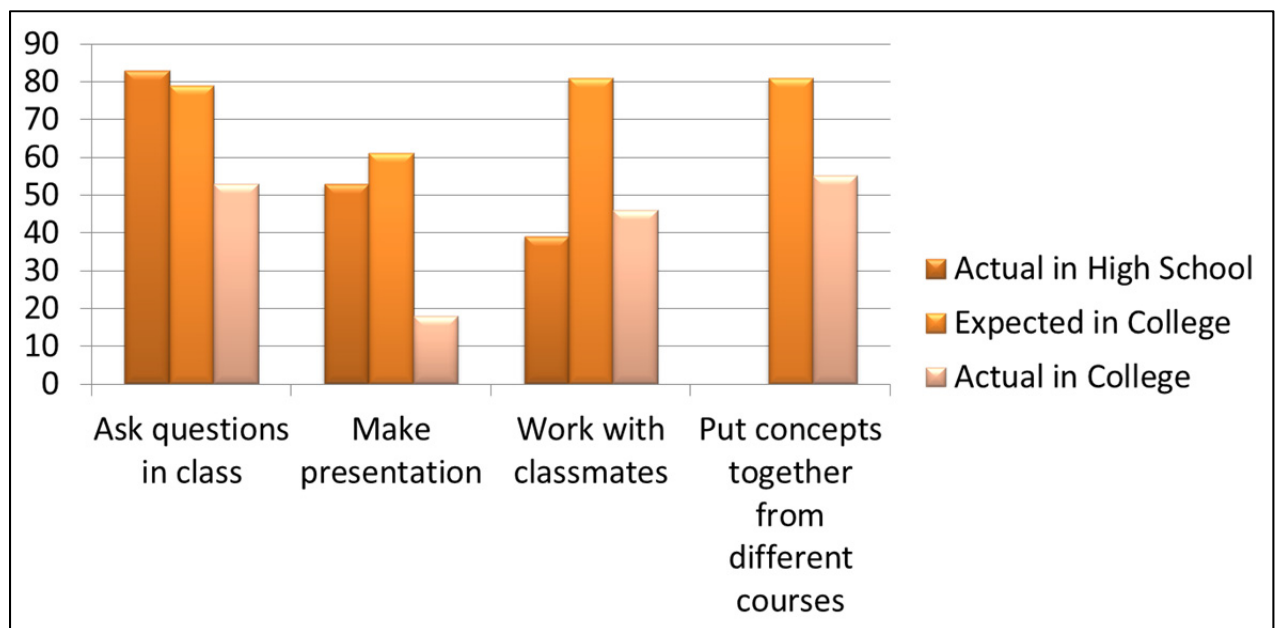 90
80
70
60
50
40
30
20
10
0
Ask questions
in class
Make
presentation
Work with
classmates
Put concepts
together
from
different
courses
Actual in High School
Expected in College
Actual in College